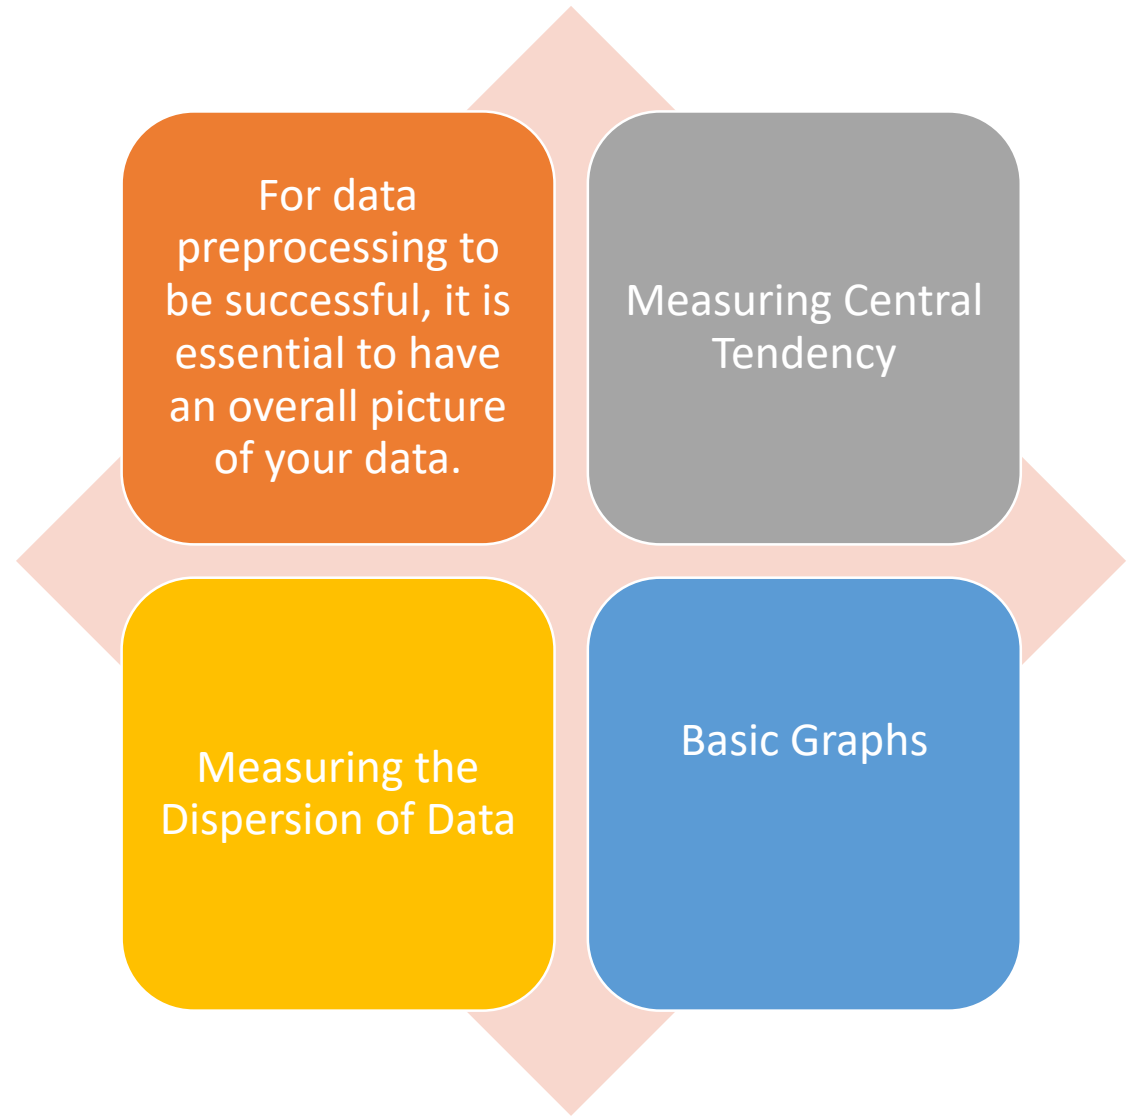 For data
preprocessing to
be successful, it is
essential to have
an overall picture
of your data.
Measuring Central
Tendency
Measuring the
Dispersion of Data
Basic Graphs